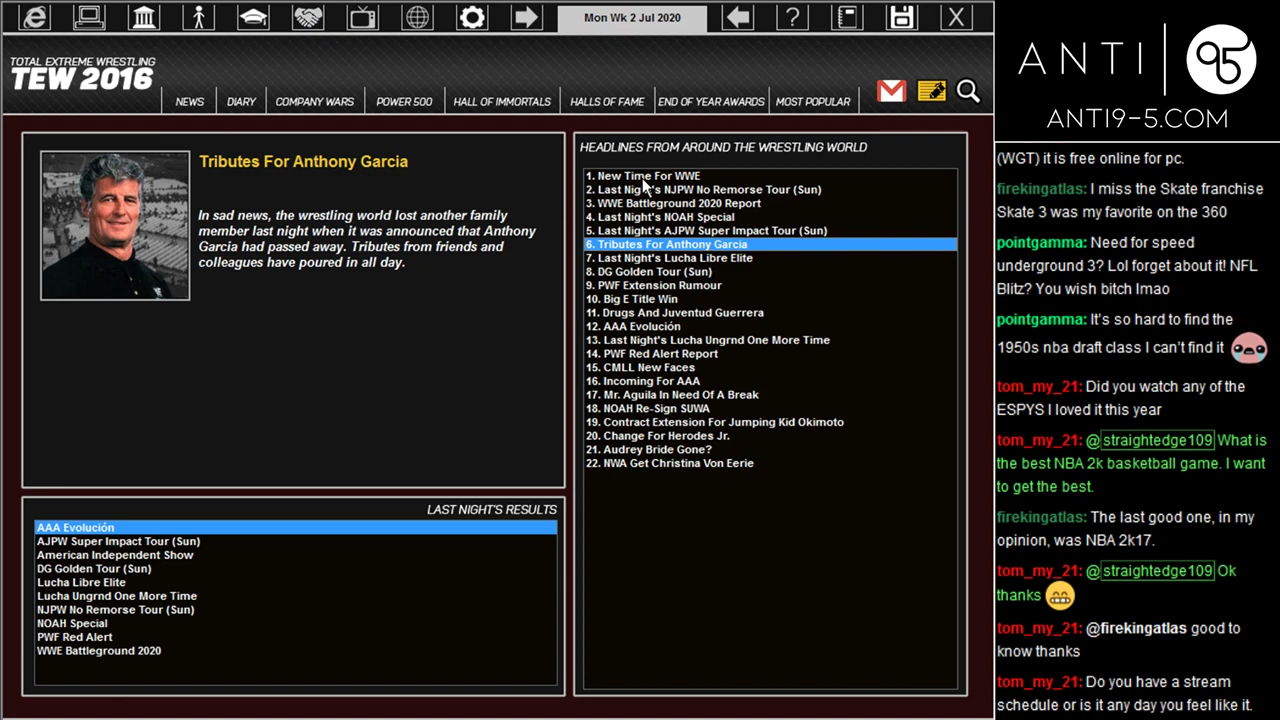 Mon Wk 2 Jul 2020
?
X
TOTAL EXTREME WRESTLING
TEW 2016
NEWS
DIARY
COMPANY WARS
POWER 500
HALL OF IMMORTALS
HALLS OF FAME
END OF YEAR AWARDS
MOST POPULAR
Tributes For Anthony Garcia
In sad news, the wrestling world lost another family
member last night when it was announced that Anthony
Garcia had passed away. Tributes from friends and
colleagues have poured in all day.
LAST NIGHT'S RESULTS
AAA Evolución
AJPW Super Impact Tour (Sun)
American Independent Show
DG Golden Tour (Sun)
Lucha Libre Elite
Lucha Ungrnd One More Time
NJPW No Remorse Tour (Sun)
NOAH Special
PWF Red Alert
WWE Battleground 2020
HEADLINES FROM AROUND THE WRESTLING WORLD
1. New Time For WWE
2. Last Night's NJPW No Remorse Tour (Sun)
3. WWE Battleground 2020 Report
4. Last Night's NOAH Special
5. Last Night's AJPW Super Impact Tour (Sun)
6. Tributes For Anthony Garcia
7. Last Night's Lucha Libre Elite
8. DG Golden Tour (Sun)
9. PWF Extension Rumour
10. Big E Title Win
11. Drugs And Juventud Guerrera
12. AAA Evolución
13. Last Night's Lucha Ungrnd One More Time
14. PWF Red Alert Report
15. CMLL New Faces
16. Incoming For AAA
17. Mr. Aguila In Need Of A Break
18. NOAH Re-Sign SUWA
19. Contract Extension For Jumping Kid Okimoto
20. Change For Herodes Jr.
21. Audrey Bride Gone?
22. NWA Get Christina Von Eerie
ANTI 95
ANTI9-5.COM
(WGT) it is free online for pc.
firekingatlas: I miss the Skate franchise
Skate 3 was my favorite on the 360
pointgamma: Need for speed
underground 3? Lol forget about it! NFL
Blitz? You wish bitch lmao
pointgamma: It's so hard to find the
1950s nba draft class I can't find it
tom_my_21: Did you watch any of the
ESPYS I loved it this year
tom_my_21: @straightedge109 What is
the best NBA 2k basketball game. I want
to get the best.
firekingatlas: The last good one, in my
opinion, was NBA 2k17.
tom_my_21: @straightedge109 Ok
thanks
tom_my_21: @firekingatlas good to
know thanks
tom_my_21: Do you have a stream
schedule or is it any day you feel like it.